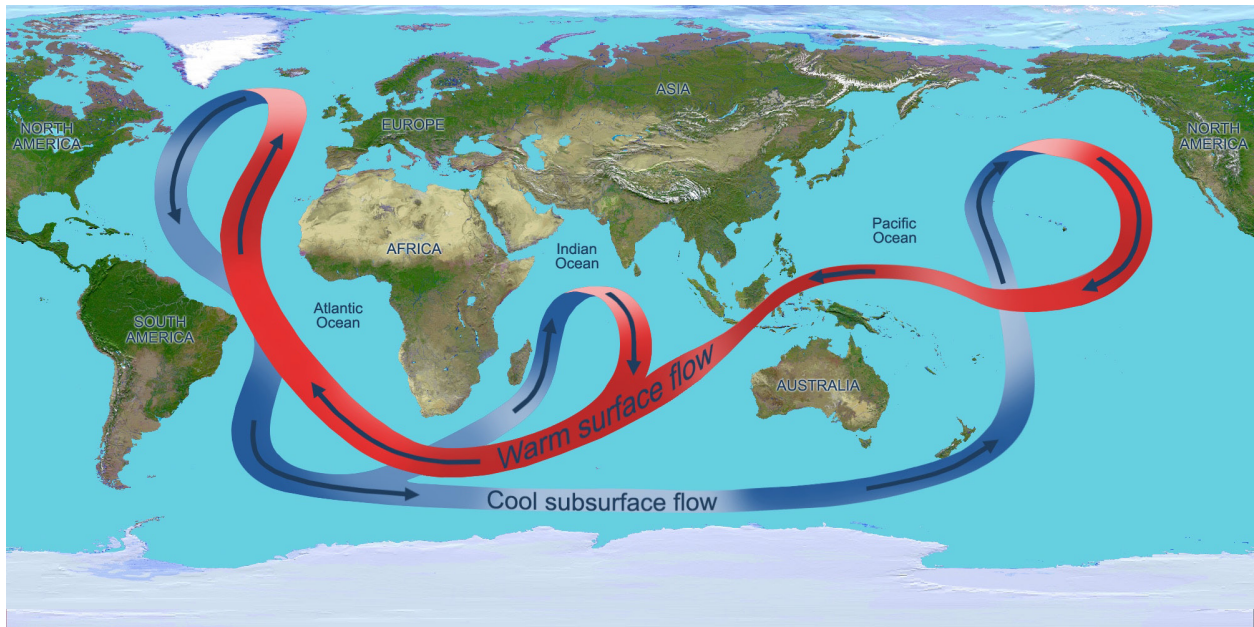 ASIA
NORTH
AMERICA
EUROPE
NORTH
AMERICA
Pacific
Ocean
AFRICA
Indian
Ocean
Atlantic
Ocean
SOUTH
AMERICA
AUSTRALIA
Warm surface flow
Cool subsurface flow